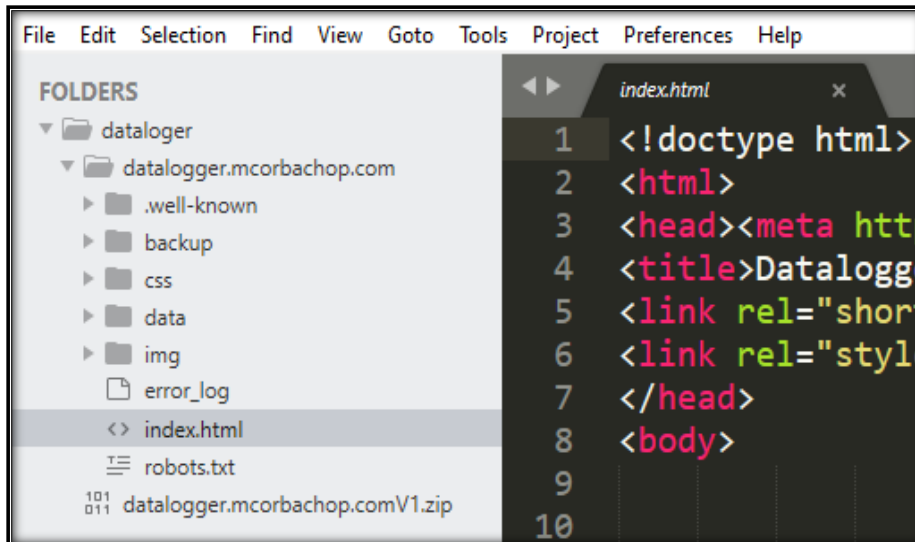 File Edit Selection Find View Goto Tools Project Preferences Help
FOLDERS
dataloger
datalogger.mcorbachop.com
.well-known
backup
css
data
img
error_log
index.html
robots.txt
datalogger.mcorbachop.comV1.zip
index.html
1 <!doctype html>
2 <html>
3 <head><meta htt
4 <title>Datalogg
5 <link rel="shor
6 <link rel="styl
7 </head>
8 <body>
9
10